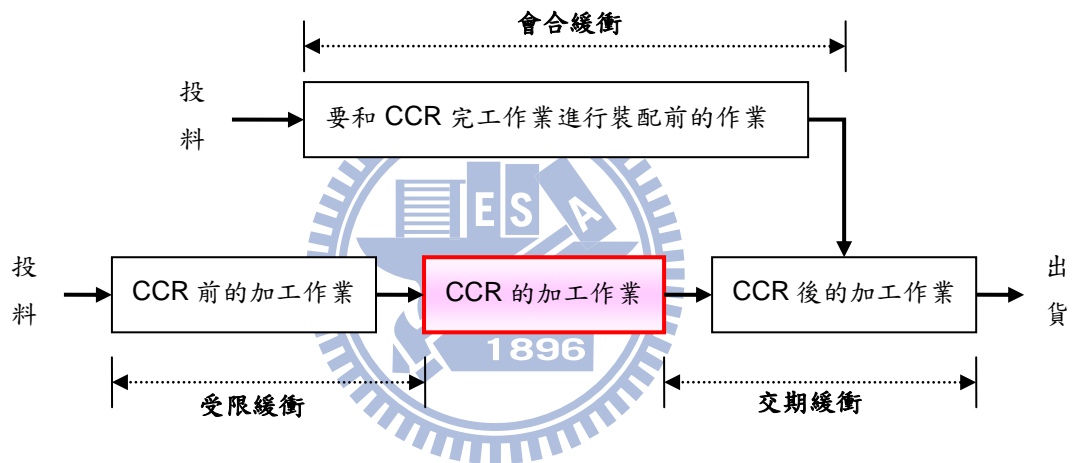 會合緩衝
投
料
要和 CCR 完工作業進行裝配前的作業
E S A
投
料
CCR 前的加工作業
CCR 的加工作業
CCR 後的加工作業
出
貨
1896
受限緩衝
交期緩衝